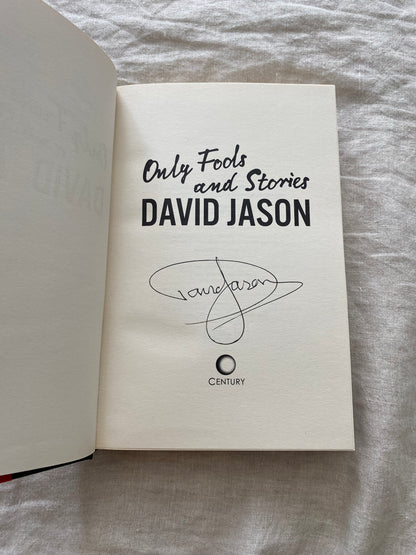 Only Fools
and Stories
DAVID JASON
David Jason
CENTURY